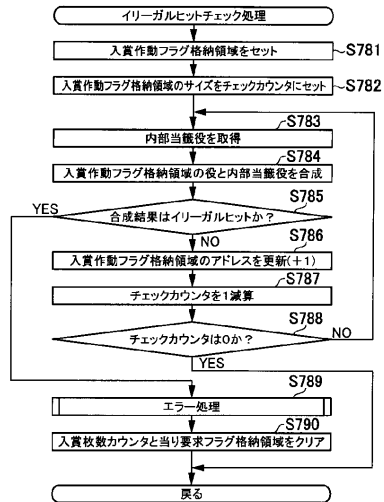 イリーガルヒットチェック処理
入賞作動フラグ格納領域をセット
S781
入賞作動フラグ格納領域のサイズをチェックカウンタにセット
S782
S783
内部当籤役を取得
S784
入賞作動フラグ格納領域の役と内部当籤役を合成
S785
YES
合成結果はイリーガルヒットか?
NO
S786
入賞作動フラグ格納領域のアドレスを更新(+1)
S787
チェックカウンタを1減算
S788
チェックカウンタは0か?
NO
YES
S789
エラー処理
S790
入賞枚数カウンタと当り要求フラグ格納領域をクリア
戻る